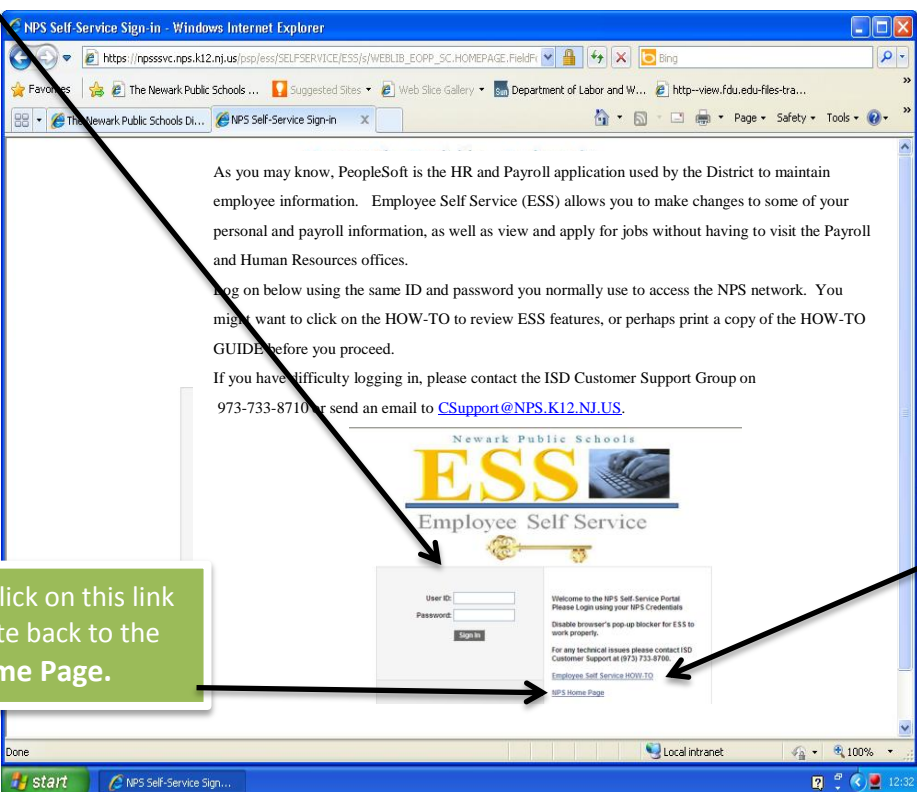 NPS Self-Service Sign-in - Windows Internet Explorer
https://npsssvc.nps.k12.nj.us/psp/ess/SELFSERVICE/ESS/s/WEBLIB_EOPP_SC.HOMEPAGE.FieldF
Bing
Favorites The Newark Public Schools ... Suggested Sites Web Slice Gallery Department of Labor and W... http--view.fdu.edu-files-tra... »
The Newark Public Schools Di... NPS Self-Service Sign-in X Page Safety Tools »
As you may know, PeopleSoft is the HR and Payroll application used by the District to maintain
employee information. Employee Self Service (ESS) allows you to make changes to some of your
personal and payroll information, as well as view and apply for jobs without having to visit the Payroll
and Human Resources offices.
Log on below using the same ID and password you normally use to access the NPS network. You
might want to click on the HOW-TO to review ESS features, or perhaps print a copy of the HOW-TO
GUIDE before you proceed.
If you have difficulty logging in, please contact the ISD Customer Support Group on
973-733-8710 or send an email to CSupport@NPS.K12.NJ.US.
Newark Public Schools
ESS
Employee Self Service
User ID:
Password:
Sign In
Welcome to the NPS Self-Service Portal
Please Login using your NPS Credentials
Disable browser's pop-up blocker for ESS to
work properly.
For any technical issues please contact ISD
Customer Support at (973) 733-8700.
Employee Self Service HOW-TO
NPS Home Page
lick on this link
te back to the
me Page.
Done Local intranet 100%
start NPS Self-Service Sign... 12:32